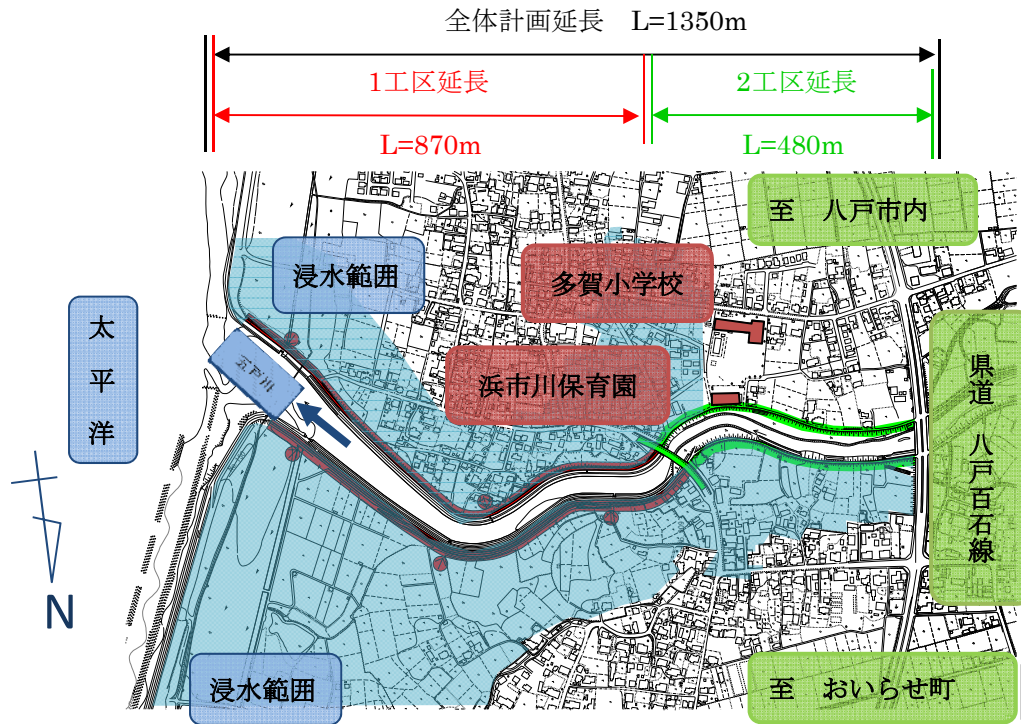 全体計画延長　L=1350m
1工区延長
2工区延長
L=870m
L=480m
至　八戸市内
浸水範囲
多賀小学校
太平洋
五戸川
浜市川保育園
県道　八戸百石線
N
浸水範囲
至　おいらせ町